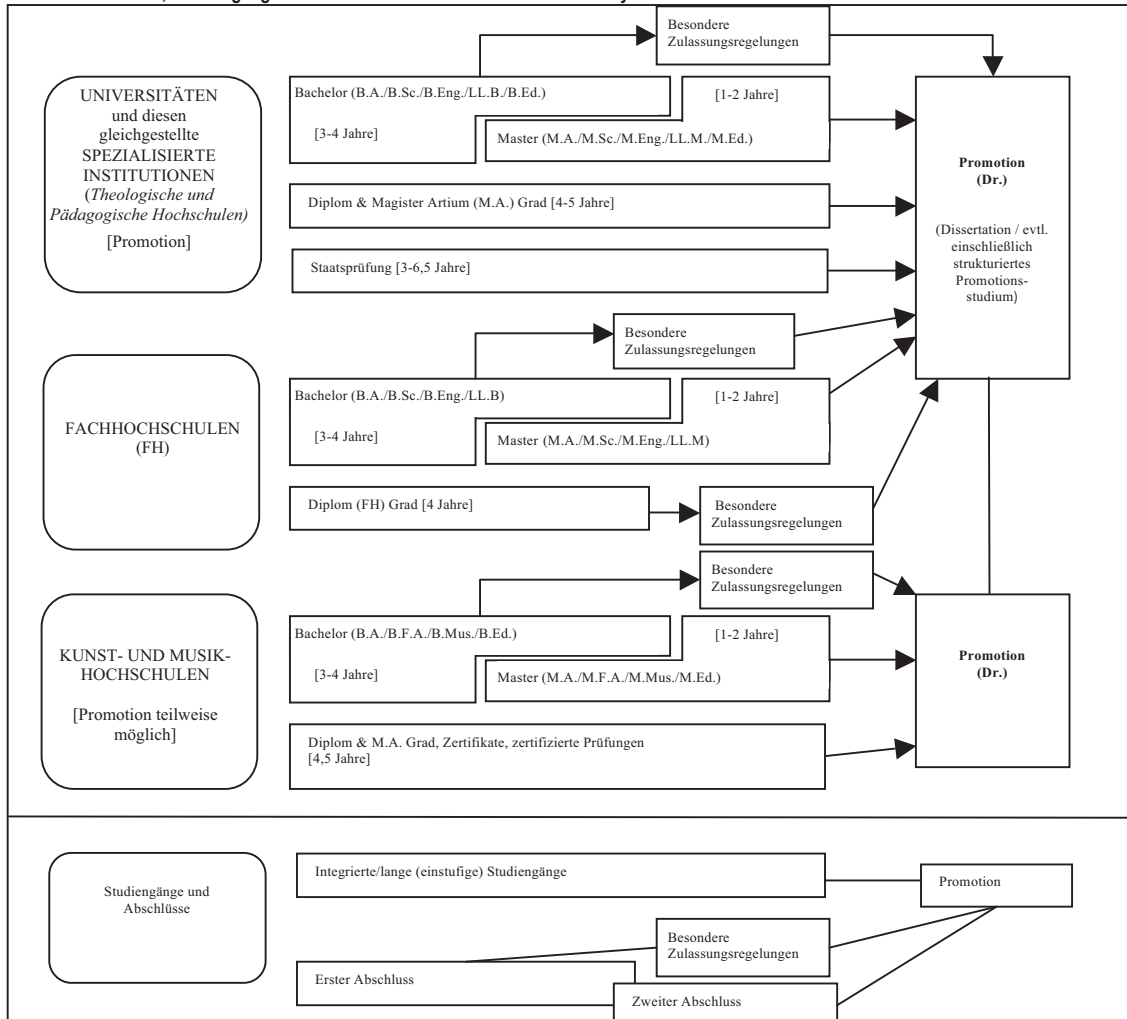 Besondere
Zulassungsregelungen
UNIVERSITÄTEN
und diesen
gleichgestellte
SPEZIALISIERTE
INSTITUTIONEN
(Theologische und
Pädagogische Hochschulen)
[Promotion]
Bachelor (B.A./B.Sc./B.Eng./LL.B./B.Ed.)
[3-4 Jahre]
[1-2 Jahre]
Master (M.A./M.Sc./M.Eng./LL.M./M.Ed.)
Diplom & Magister Artium (M.A.) Grad [4-5 Jahre]
Staatsprüfung [3-6,5 Jahre]
Promotion
(Dr.)
(Dissertation / evtl.
einschließlich
strukturiertes
Promotions-
studium)
FACHHOCHSCHULEN
(FH)
Besondere
Zulassungsregelungen
Bachelor (B.A./B.Sc./B.Eng./LL.B)
[3-4 Jahre]
[1-2 Jahre]
Master (M.A./M.Sc./M.Eng./LL.M)
Diplom (FH) Grad [4 Jahre]
Besondere
Zulassungsregelungen
KUNST- UND MUSIK-
HOCHSCHULEN
[Promotion teilweise
möglich]
Besondere
Zulassungsregelungen
Bachelor (B.A./B.F.A./B.Mus./B.Ed.)
[3-4 Jahre]
[1-2 Jahre]
Master (M.A./M.F.A./M.Mus./M.Ed.)
Diplom & M.A. Grad, Zertifikate, zertifizierte Prüfungen
[4,5 Jahre]
Promotion
(Dr.)
Studiengänge und
Abschlüsse
Integrierte/lange (einstufige) Studiengänge
Promotion
Besondere
Zulassungsregelungen
Erster Abschluss
Zweiter Abschluss